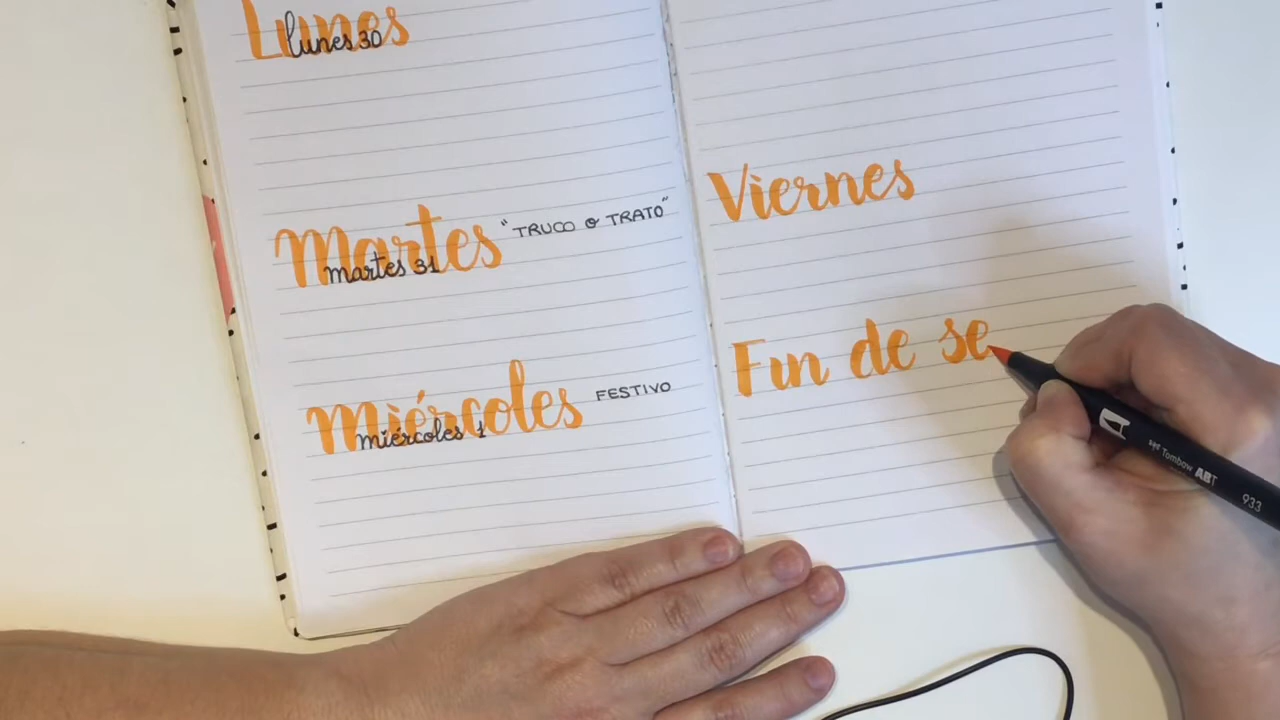 Lunes
lunes 30
Martes "TRUCO o TRATO"
martes 31
Miércoles FESTIVO
miércoles 1
Viernes
Fin de se
Tombow ABT 933